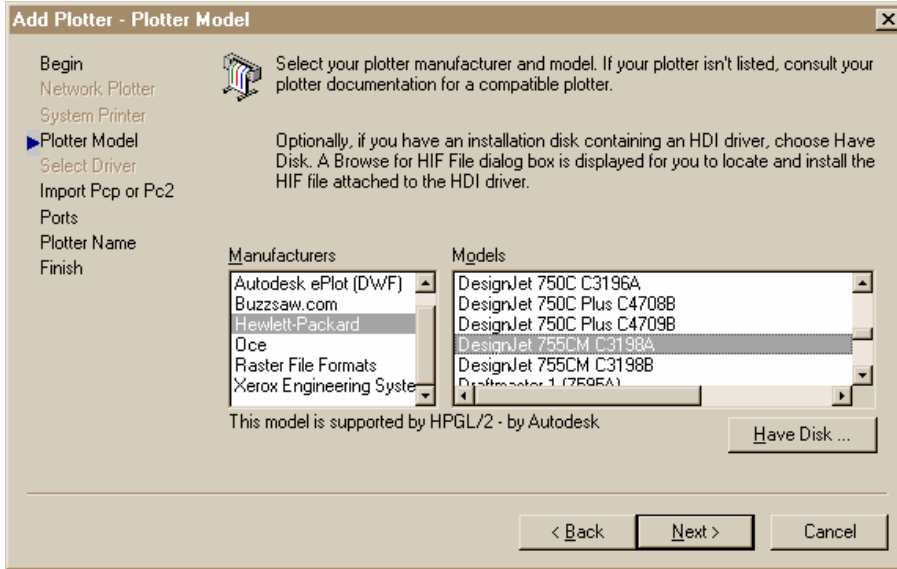 Add Plotter - Plotter Model
Begin
Network Plotter
System Printer
Plotter Model
Select Driver
Import Pcp or Pc2
Ports
Plotter Name
Finish
Select your plotter manufacturer and model. If your plotter isn't listed, consult your
plotter documentation for a compatible plotter.
Optionally, if you have an installation disk containing an HDI driver, choose Have
Disk. A Browse for HIF File dialog box is displayed for you to locate and install the
HIF file attached to the HDI driver.
Manufacturers
Autodesk ePlot (DWF)
Buzzsaw.com
Hewlett-Packard
Oce
Raster File Formats
Xerox Engineering Syste
Models
DesignJet 750C C3196A
DesignJet 750C Plus C4708B
DesignJet 750C Plus C4709B
DesignJet 755CM C3198A
DesignJet 755CM C3198B
Draftmaster 1 (7595A)
This model is supported by HPGL/2 - by Autodesk
Have Disk ...
< Back
Next >
Cancel